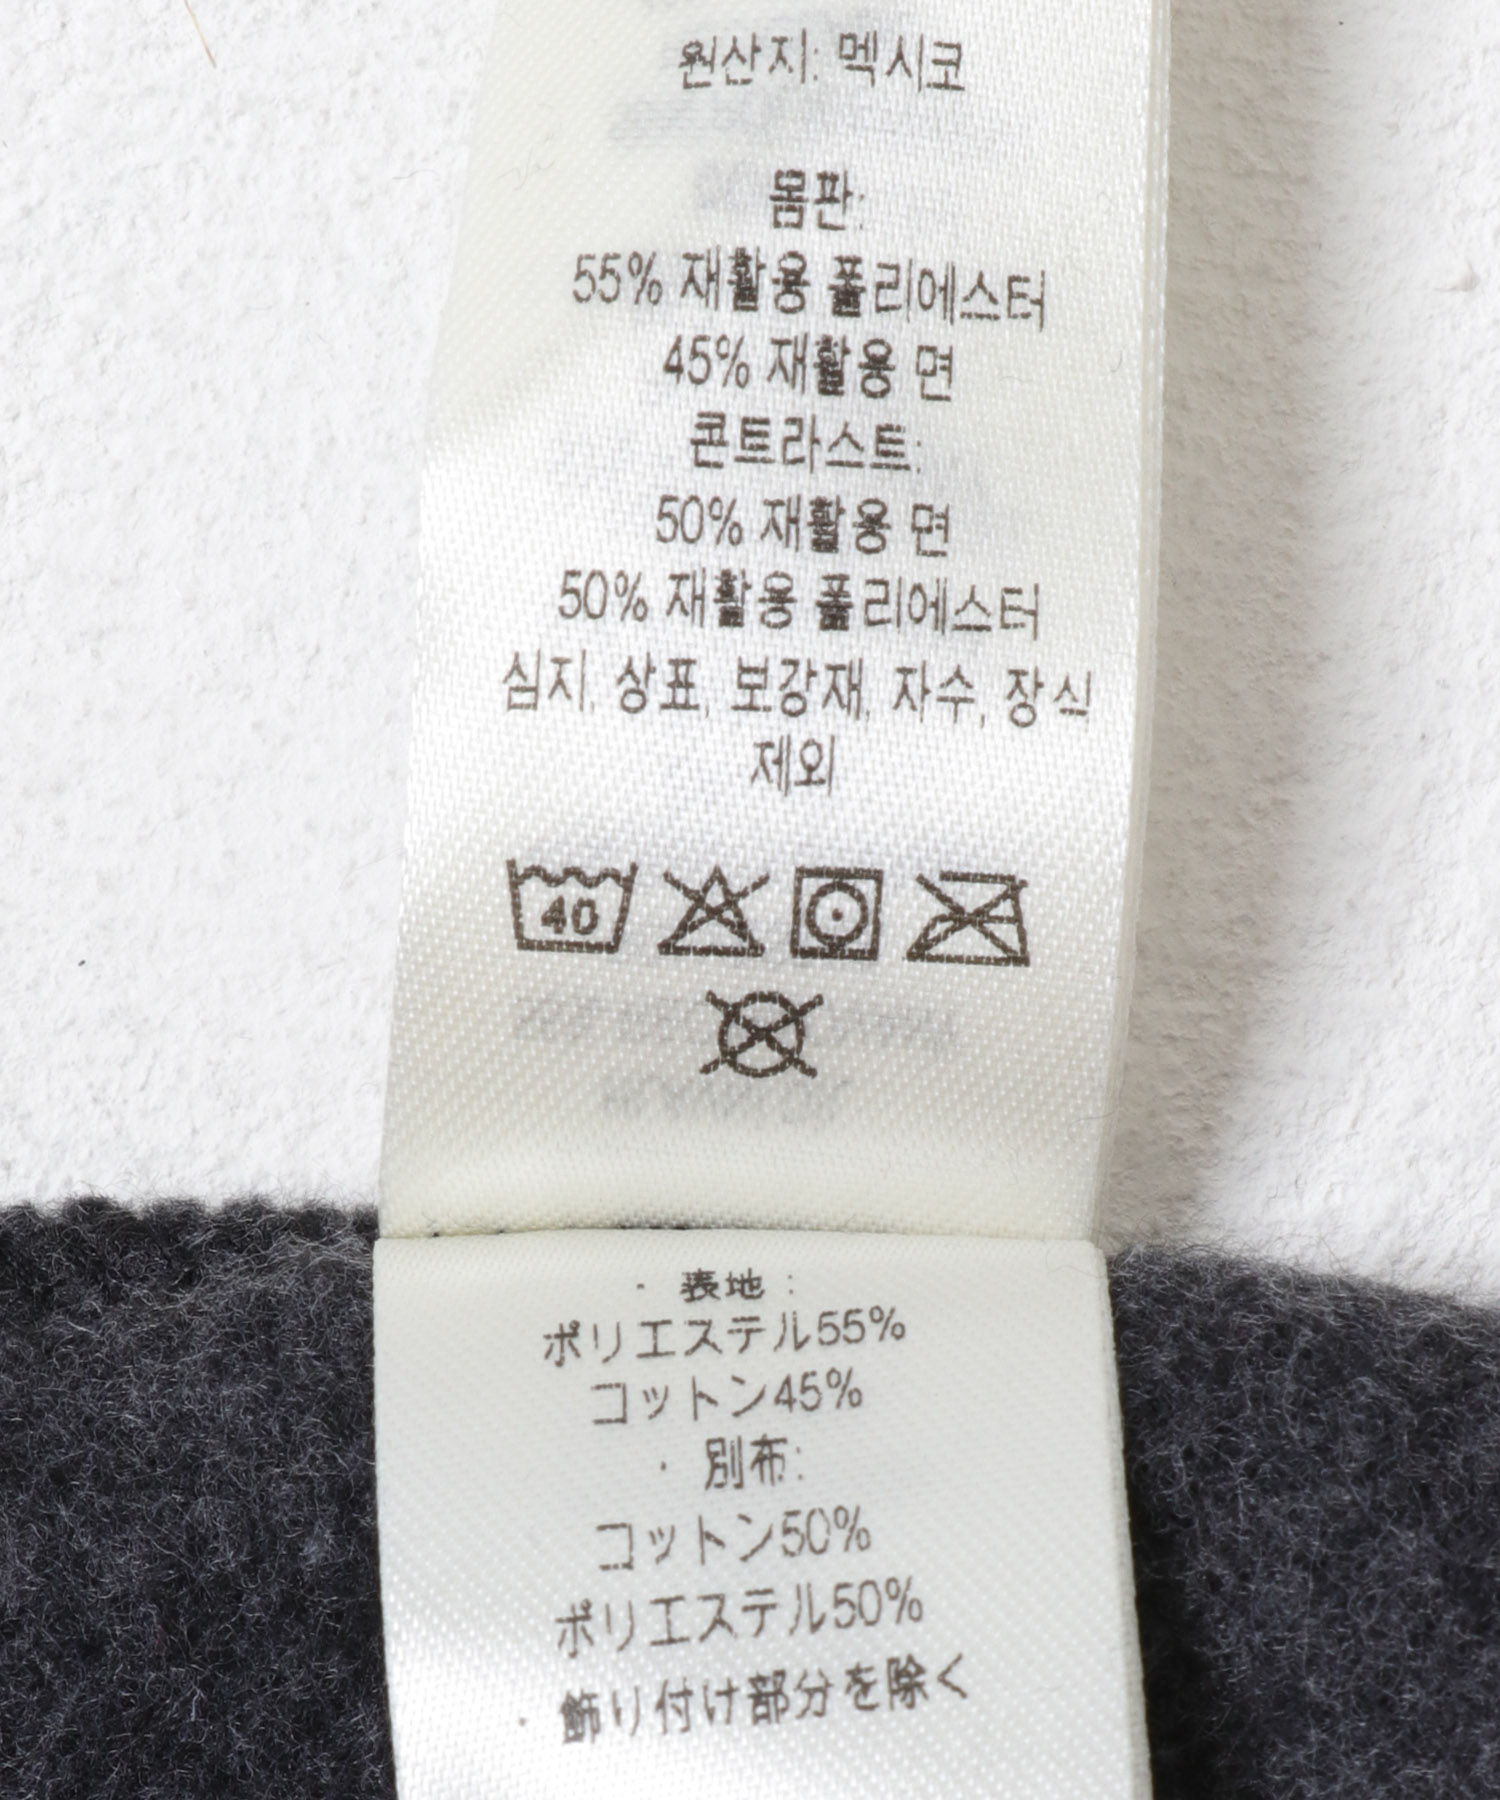 원산지: 멕시코
몸판:
55% 재활용 폴리에스터
45% 재활용 면
콘트라스트:
50% 재활용 면
50% 재활용 폴리에스터
심지, 상표, 보강재, 자수, 장식
제외
40
· 表地:
ポリエステル55%
コットン45%
· 別布:
コットン50%
ポリエステル50%
· 飾り付け部分を除く